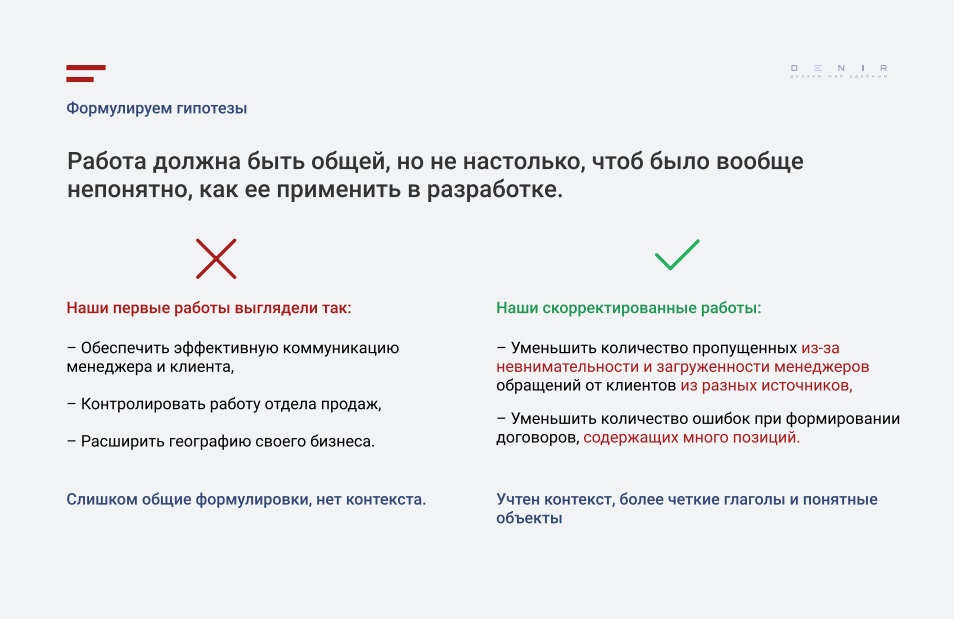 DENIR
делаем веб удобным
Формулируем гипотезы
Работа должна быть общей, но не настолько, чтоб было вообще
непонятно, как ее применить в разработке.
Наши первые работы выглядели так:
– Обеспечить эффективную коммуникацию
менеджера и клиента,
– Контролировать работу отдела продаж,
– Расширить географию своего бизнеса.
Слишком общие формулировки, нет контекста.
Наши скорректированные работы:
– Уменьшить количество пропущенных из-за
невнимательности и загруженности менеджеров
обращений от клиентов из разных источников,
– Уменьшить количество ошибок при формировании
договоров, содержащих много позиций.
Учтен контекст, более четкие глаголы и понятные
объекты